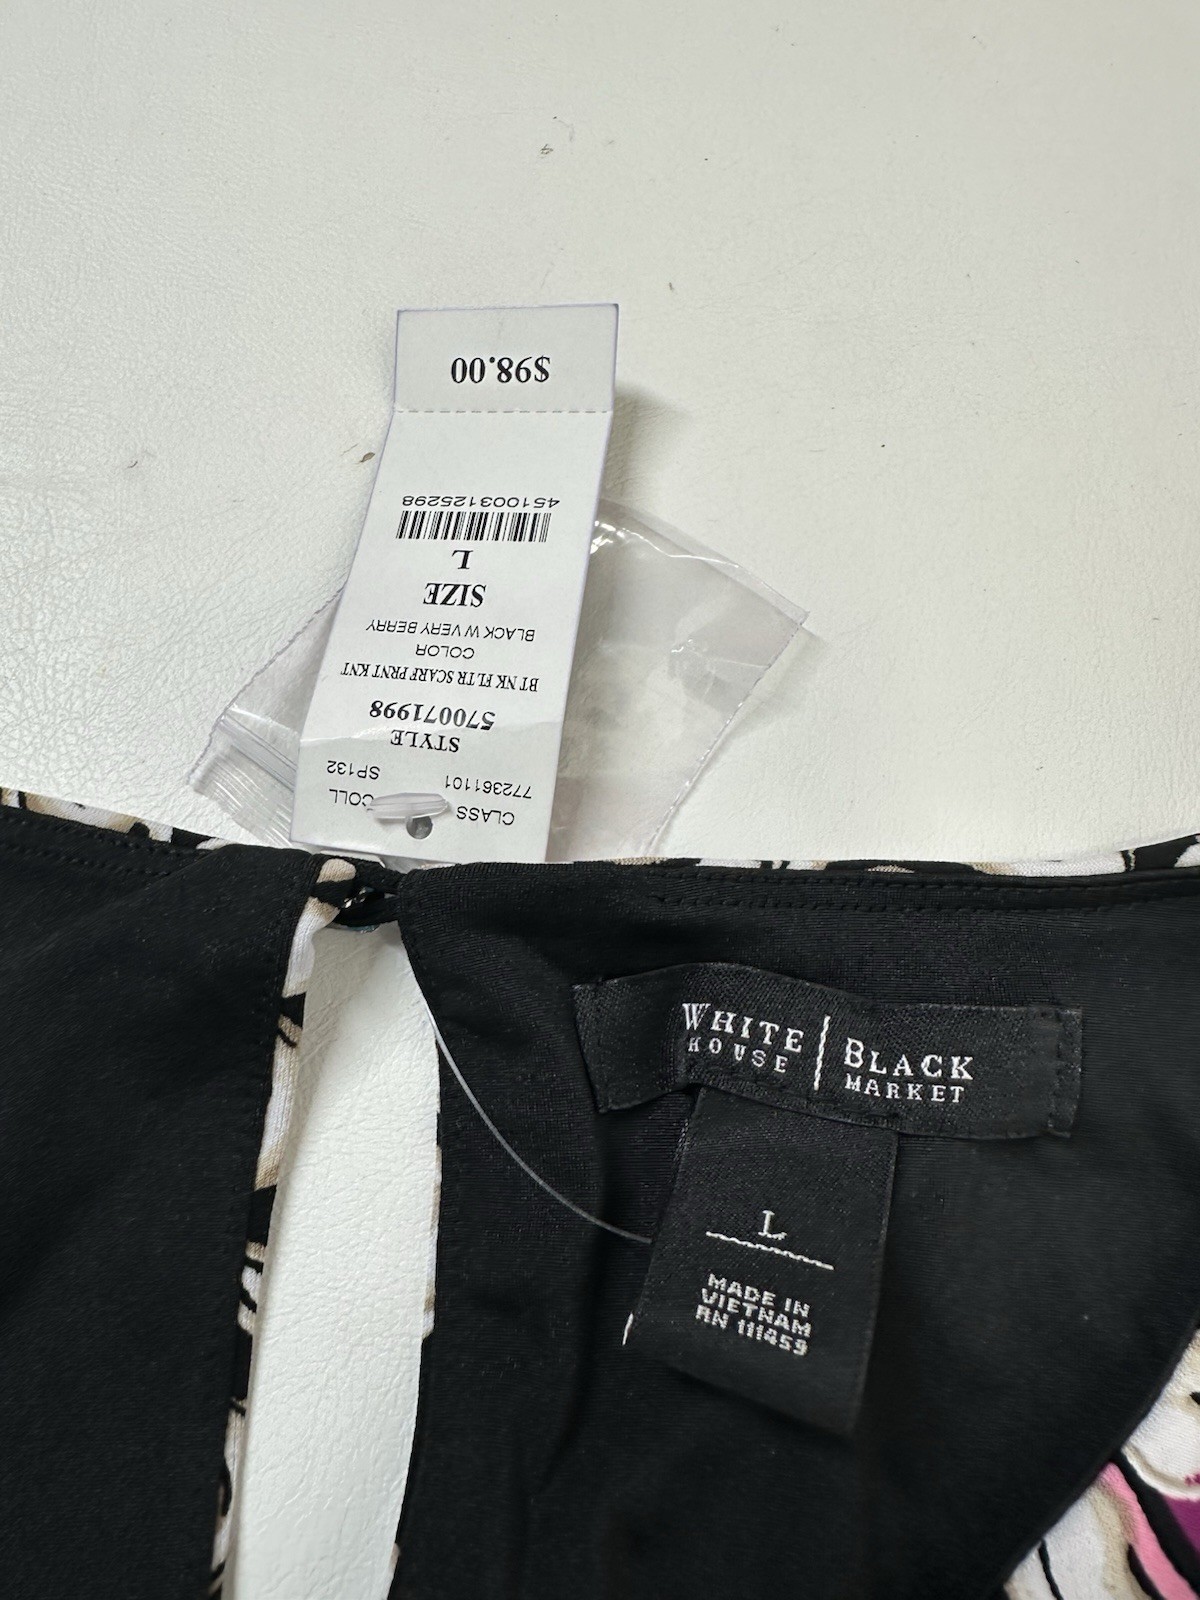 CLASS COLL
772361101 SP132
STYLE
570071998
BT NK FLTR SCARF PRNT KNT
COLOR
BLACK W VERY BERRY
SIZE
L
451003125298
$98.00
WHITE HOUSE | BLACK MARKET
L
MADE IN
VIETNAM
RN 111459